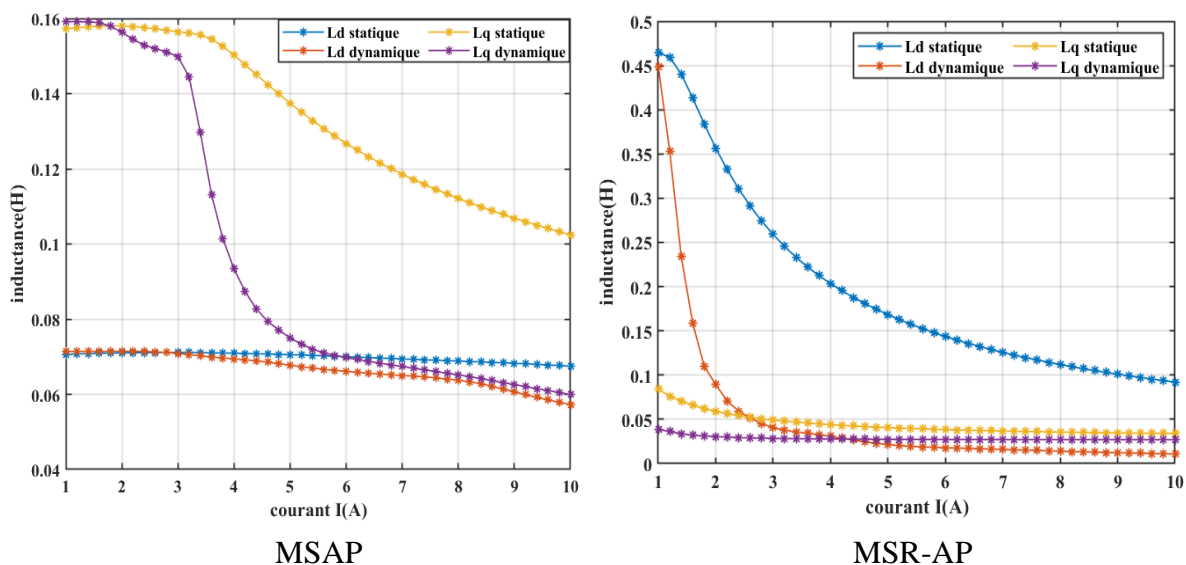 Ld statique
Lq statique
Ld dynamique
Lq dynamique
0.16
0.14
0.12
0.1
0.08
0.06
0.04
inductance(H)
1 2 3 4 5 6 7 8 9 10
courant I(A)
MSAP
Ld statique
Lq statique
Ld dynamique
Lq dynamique
0.5
0.45
0.4
0.35
0.3
0.25
0.2
0.15
0.1
0.05
0
inductance(H)
1 2 3 4 5 6 7 8 9 10
courant I(A)
MSR-AP